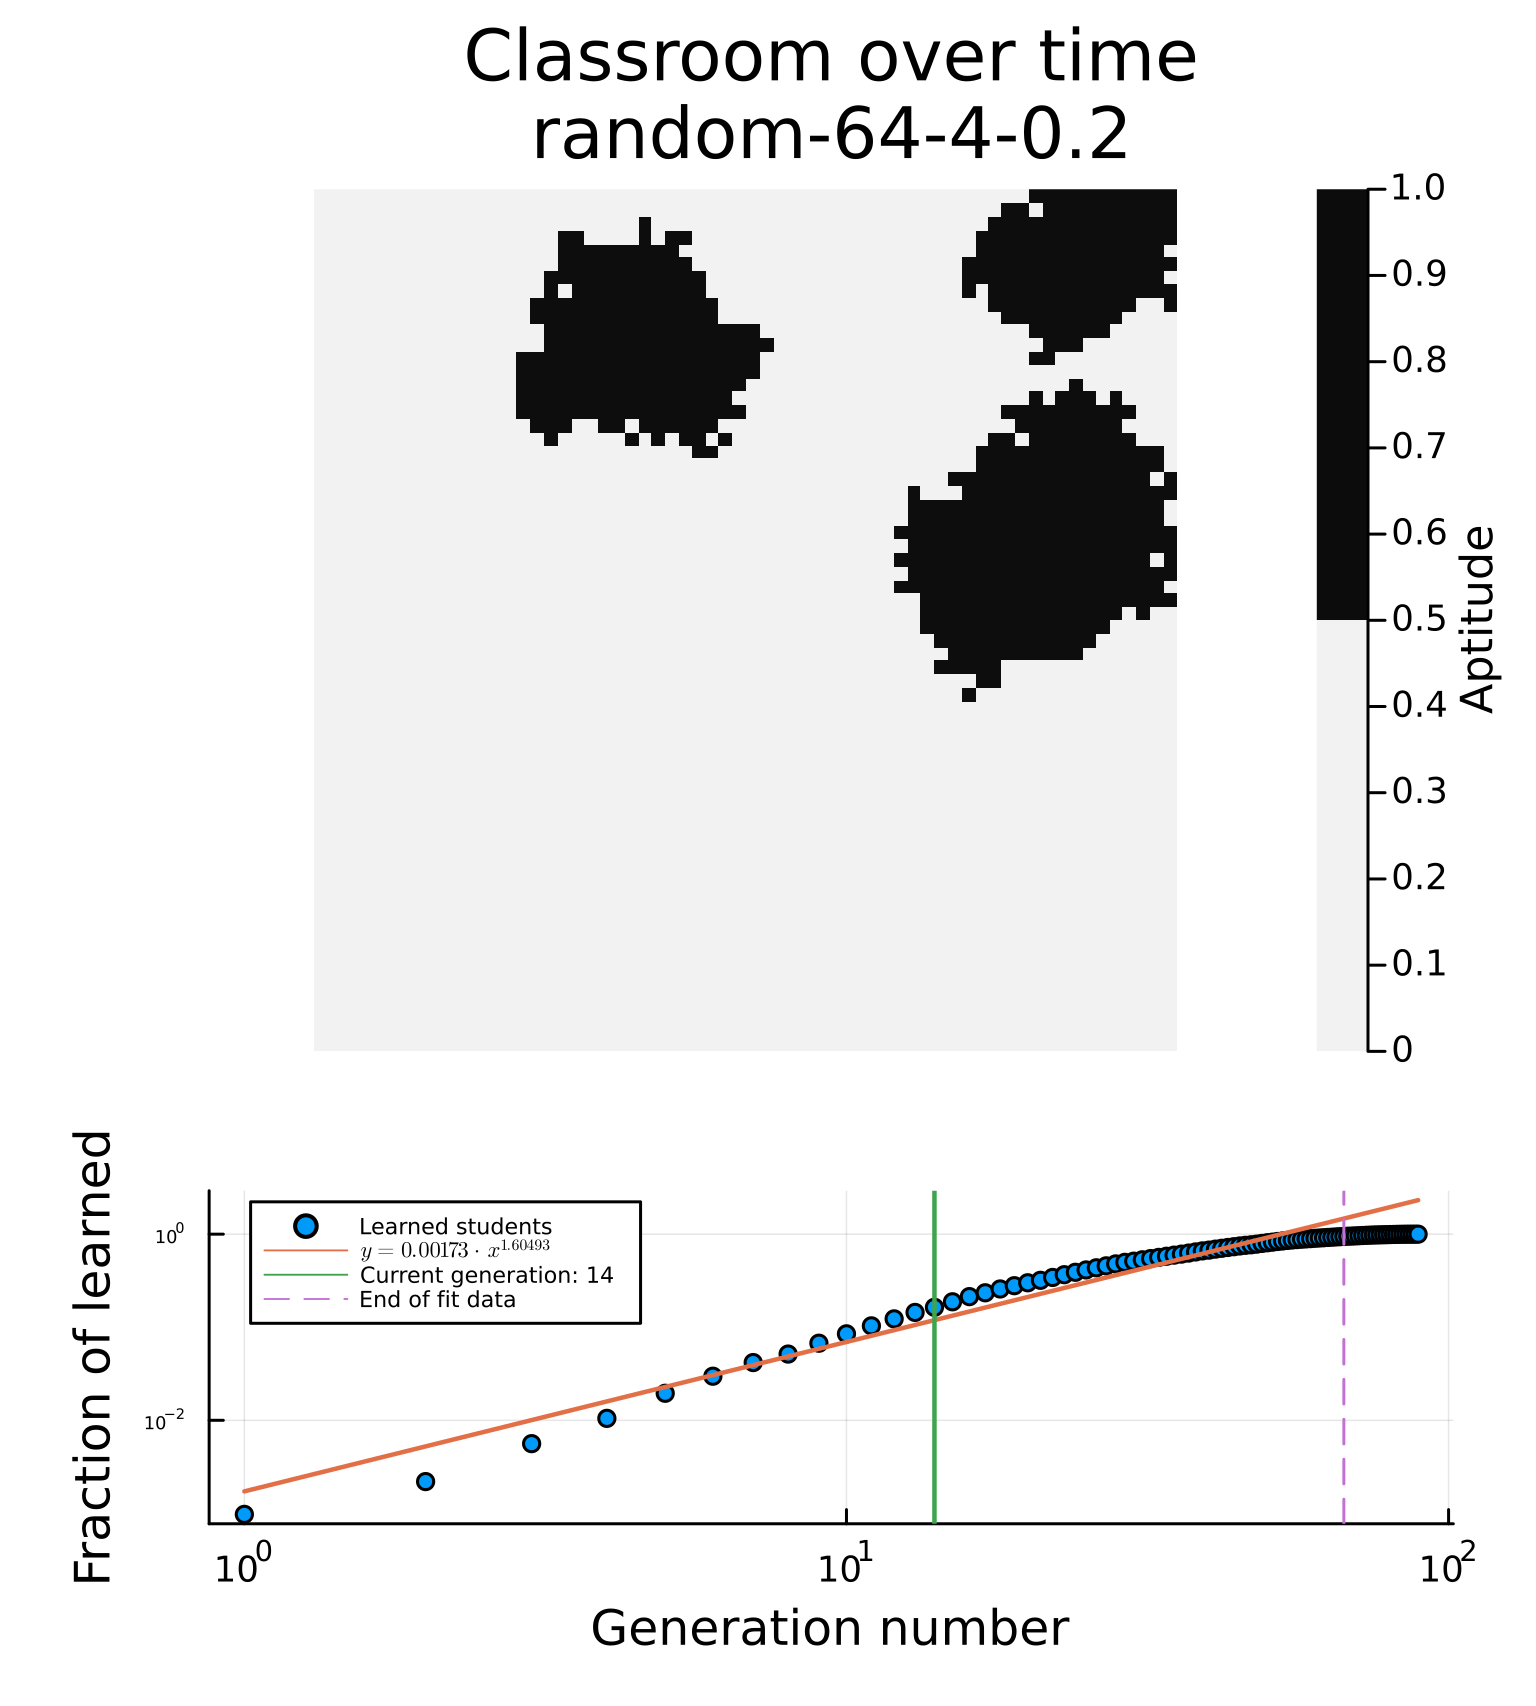 Classroom over time
random-64-4-0.2
1.0
0.9
0.8
0.7
0.6
0.5
0.4
0.3
0.2
0.1
0
Aptitude
Fraction of learned
10^0
10^-2
Learned students
y = 0.00173 · x^1.60493
Current generation: 14
End of fit data
10^0
10^1
10^2
Generation number